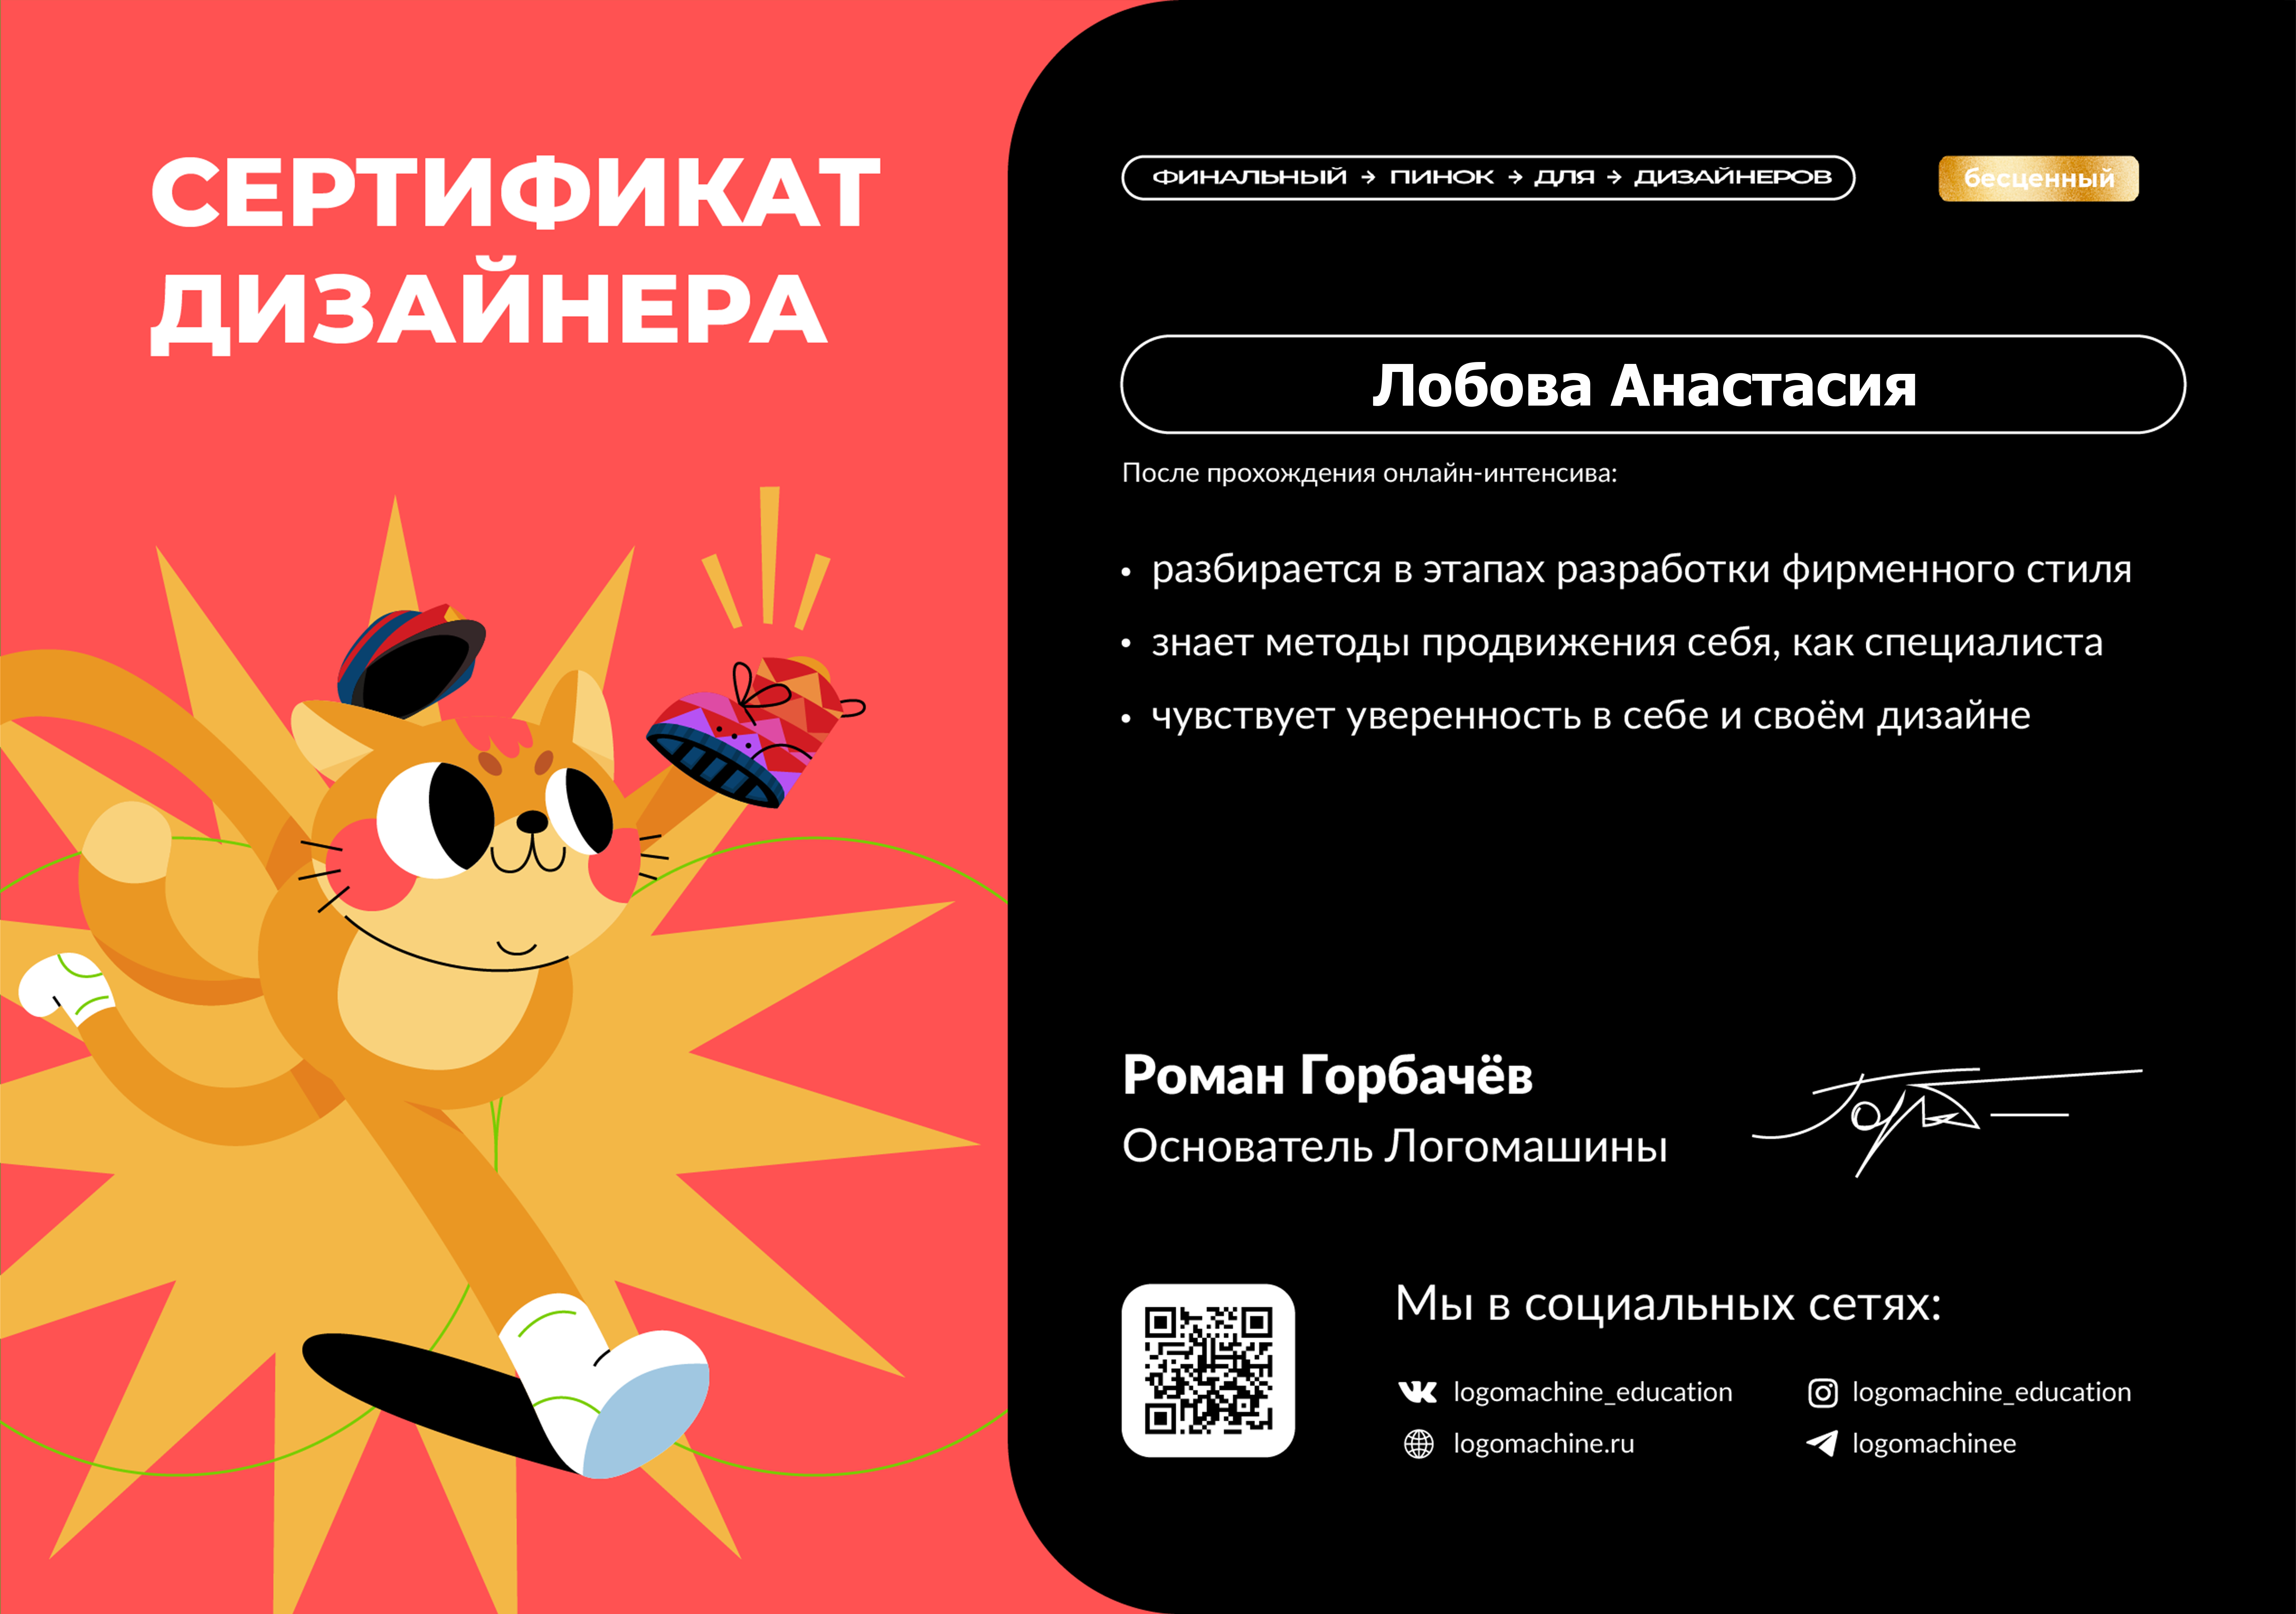 СЕРТИФИКАТ
ДИЗАЙНЕРА
ФИНАЛЬНЫЙ → ПИНОК → ДЛЯ → ДИЗАЙНЕРОВ
бесценный
Лобова Анастасия
После прохождения онлайн-интенсива:
• разбирается в этапах разработки фирменного стиля
• знает методы продвижения себя, как специалиста
• чувствует уверенность в себе и своём дизайне
Роман Горбачёв
Основатель Логомашины
Мы в социальных сетях:
logomachine_education
logomachine_education
logomachine.ru
logomachinee